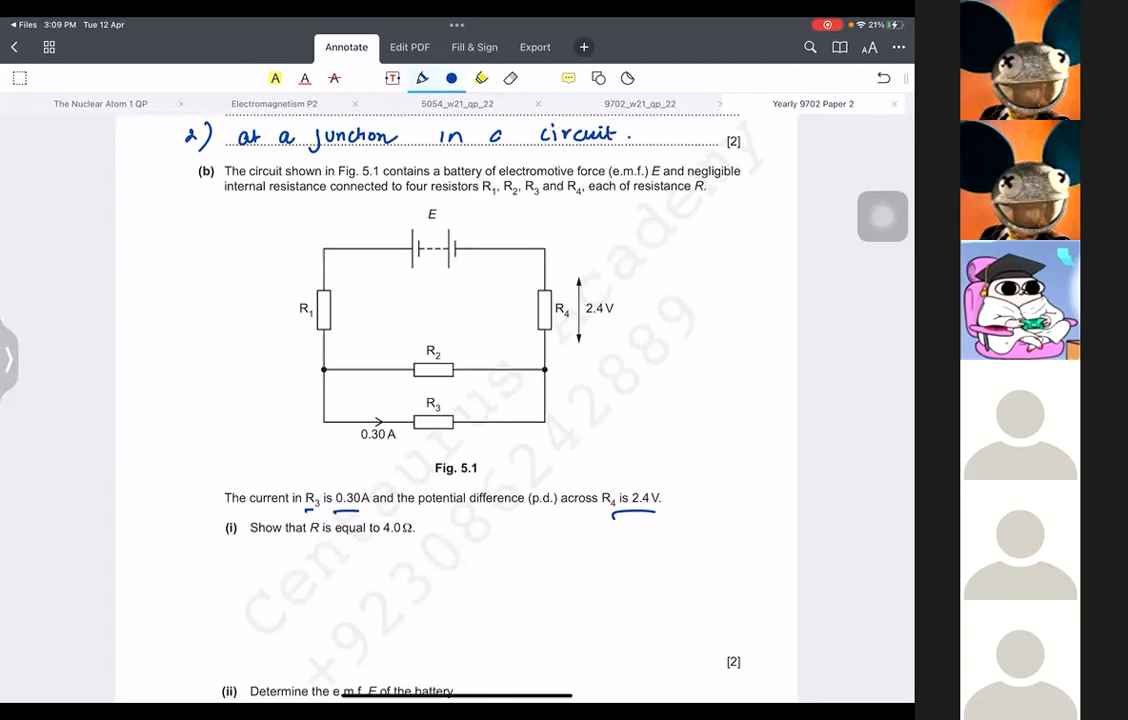 Files 3:09 PM Tue 12 Apr
21%
Annotate Edit PDF Fill & Sign Export
The Nuclear Atom 1 QP Electromagnetism P2 5054_w21_qp_22 9702_w21_qp_22 Yearly 9702 Paper 2
2) at a junction in a circuit. [2]
(b) The circuit shown in Fig. 5.1 contains a battery of electromotive force (e.m.f.) E and negligible
internal resistance connected to four resistors R₁, R₂, R₃ and R₄, each of resistance R.
E
R₁
R₄ 2.4 V
R₂
R₃
0.30 A
Fig. 5.1
The current in R₃ is 0.30A and the potential difference (p.d.) across R₄ is 2.4 V.
(i) Show that R is equal to 4.0 Ω.
[2]
(ii) Determine the e.m.f. E of the battery
Centaurus Academy
+923086242889